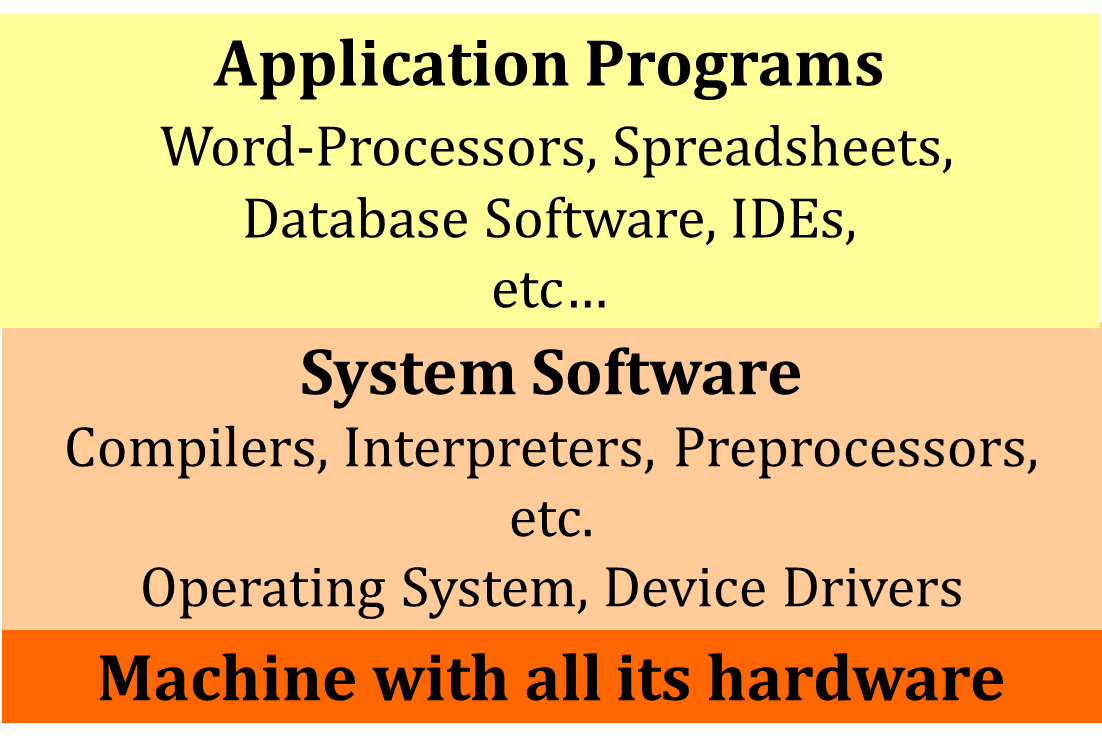 Application Programs
Word-Processors, Spreadsheets,
Database Software, IDEs,
etc…
System Software
Compilers, Interpreters, Preprocessors,
etc.
Operating System, Device Drivers
Machine with all its hardware